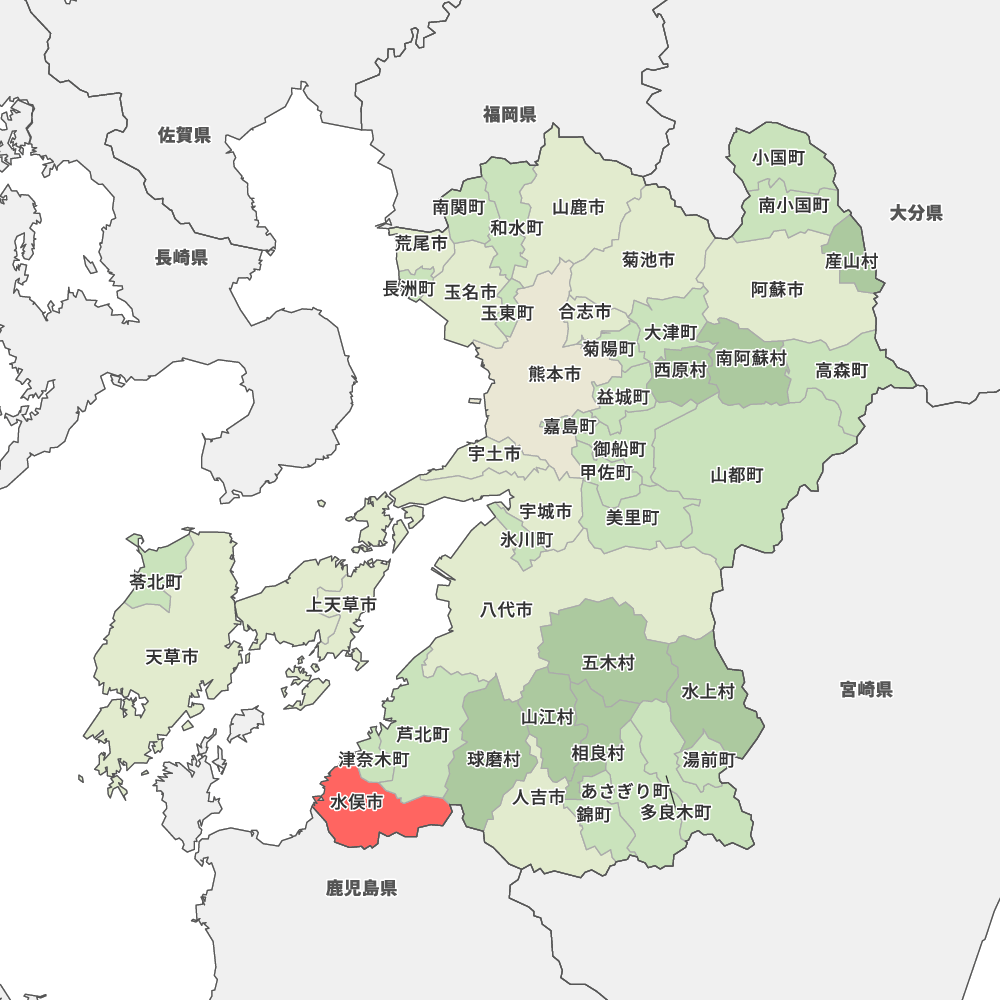 福岡県
佐賀県
小国町
南関町
山鹿市
南小国町
大分県
和水町
荒尾市
長崎県
菊池市
産山村
長洲町
玉名市
阿蘇市
玉東町
合志市
大津町
菊陽町
南阿蘇村
熊本市
西原村
高森町
益城町
嘉島町
御船町
宇土市
甲佐町
山都町
宇城市
美里町
氷川町
苓北町
上天草市
八代市
天草市
五木村
水上村
宮崎県
山江村
芦北町
相良村
津奈木町
球磨村
湯前町
あさぎり町
水俣市
人吉市
錦町
多良木町
鹿児島県